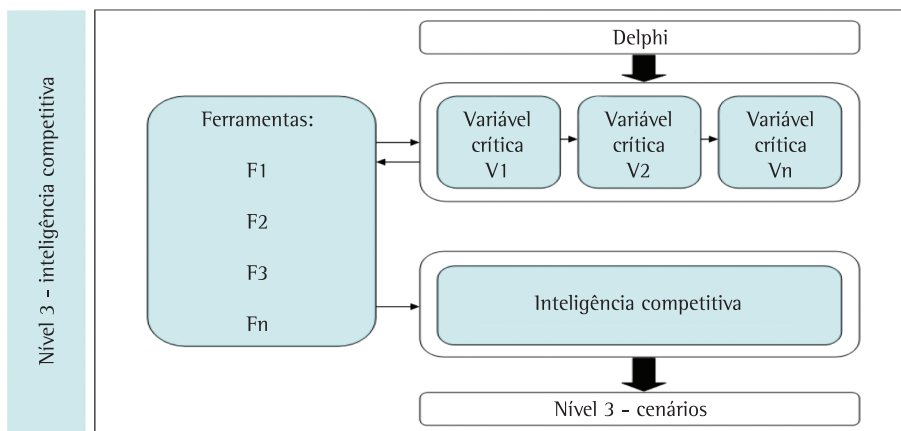 Nível 3 - inteligência competitiva
Delphi
Ferramentas:
F1
F2
F3
Fn
Variável
crítica
V1
Variável
crítica
V2
Variável
crítica
Vn
Inteligência competitiva
Nível 3 - cenários